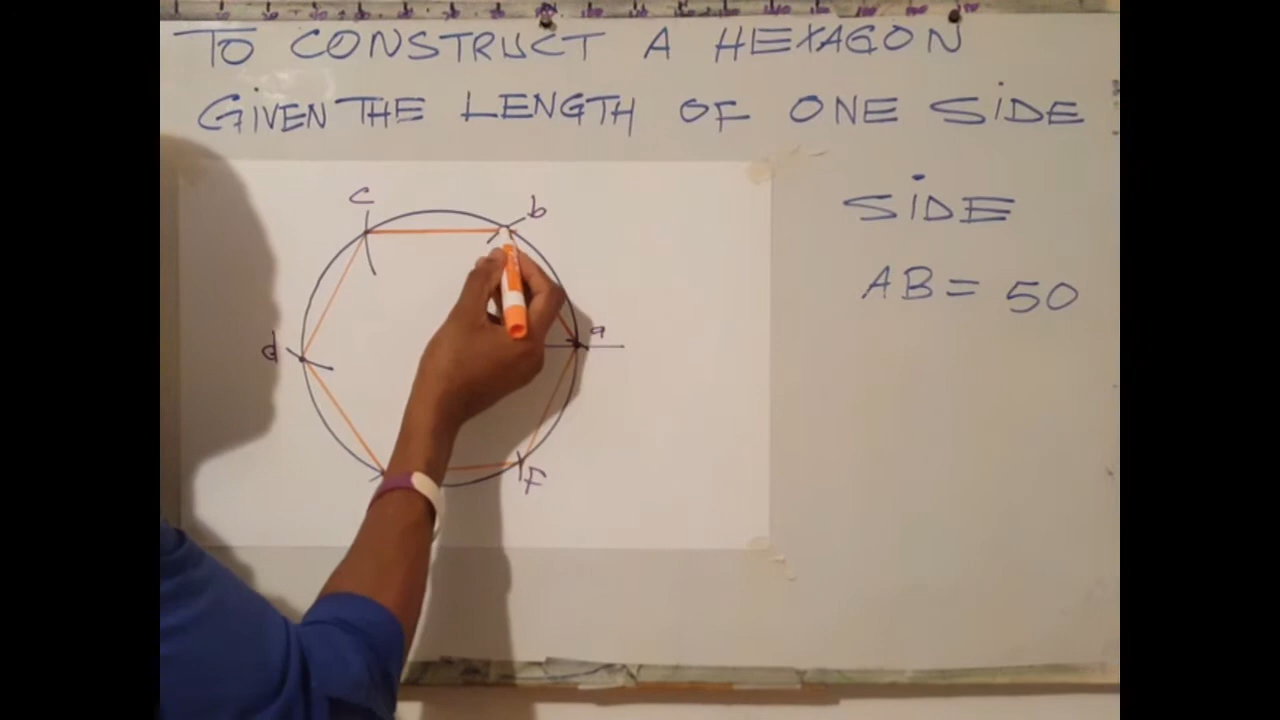 TO CONSTRUCT A HEXAGON
GIVEN THE LENGTH OF ONE SIDE
SIDE
AB = 50
c
b
a
d
F